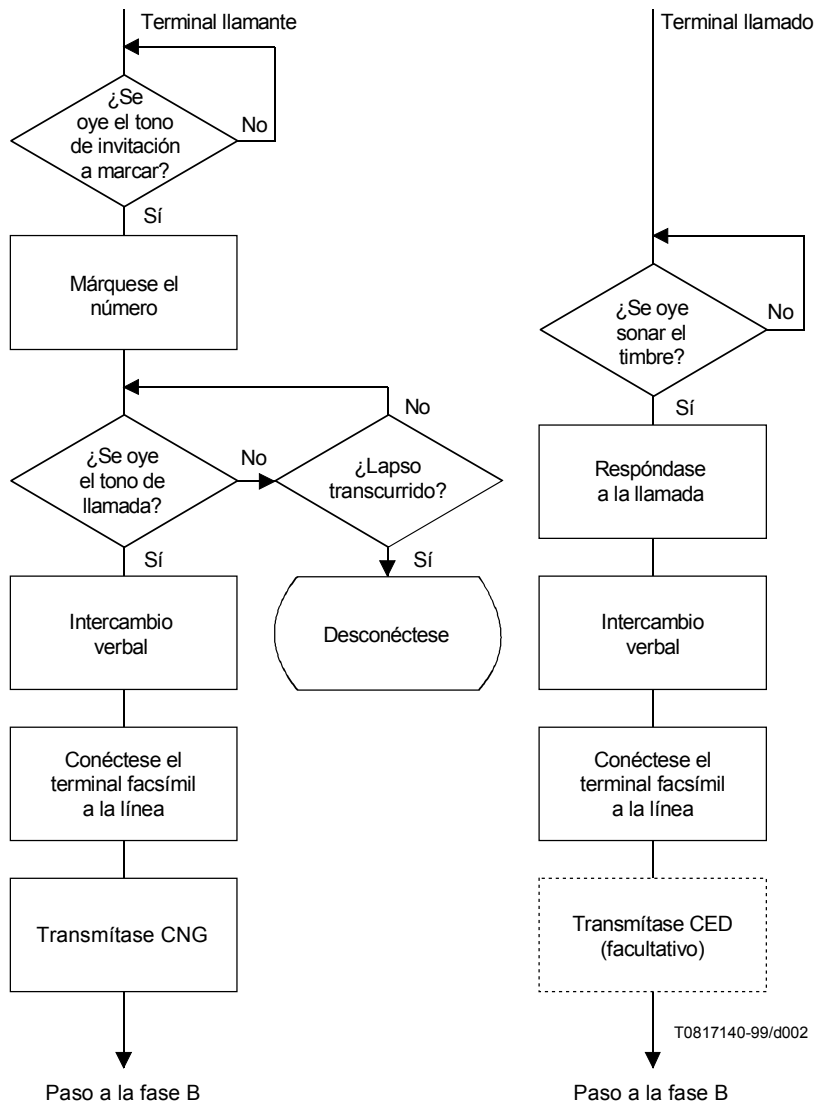 Terminal llamante
¿Se
oye el tono
de invitación
a marcar?
No
Sí
Márquese el
número
¿Se oye
el tono de
llamada?
No
Sí
¿Lapso
transcurrido?
No
Sí
Desconéctese
Intercambio
verbal
Conéctese el
terminal facsímil
a la línea
Transmítase CNG
Paso a la fase B
Terminal llamado
¿Se oye
sonar el
timbre?
No
Sí
Respóndase
a la llamada
Intercambio
verbal
Conéctese el
terminal facsímil
a la línea
Transmítase CED
(facultativo)
T0817140-99/d002
Paso a la fase B